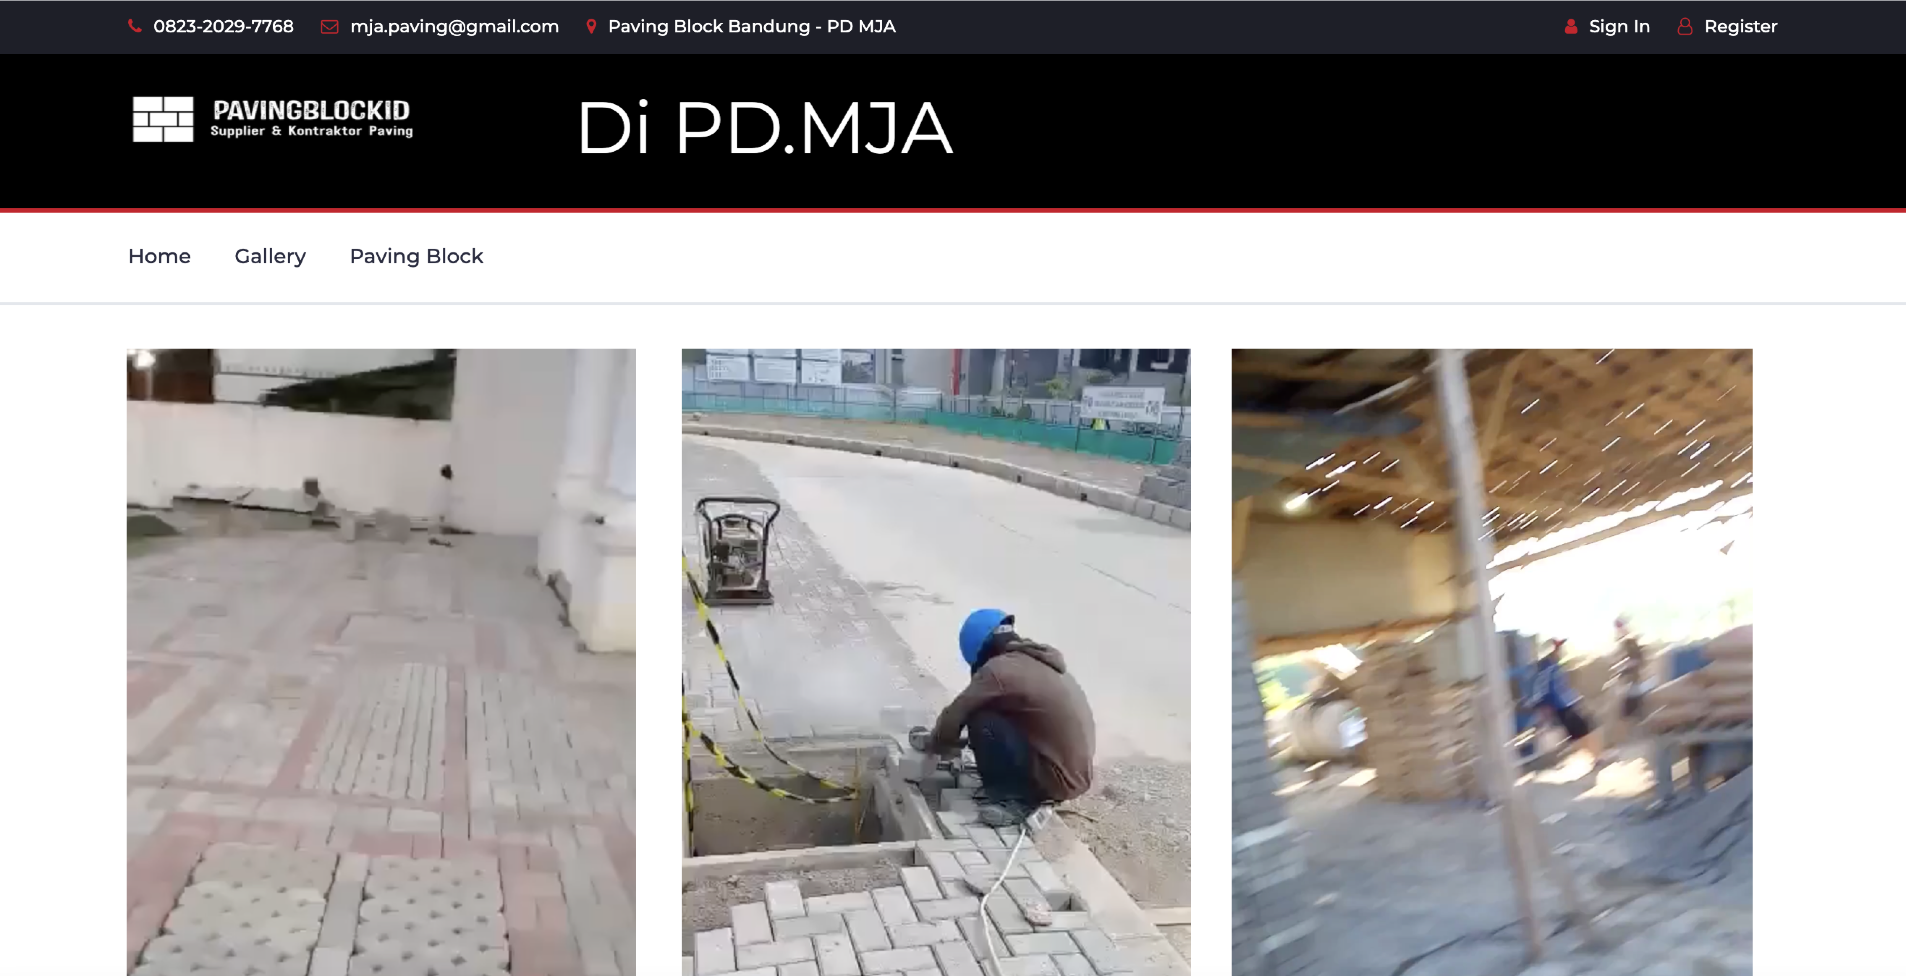 0823-2029-7768 mja.paving@gmail.com Paving Block Bandung - PD MJA Sign In Register
PAVINGBLOCKID
Supplier & Kontraktor Paving
Di PD.MJA
Home Gallery Paving Block